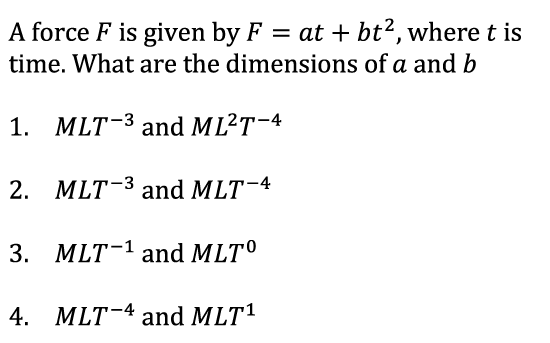 A force F is given by F = at + bt², where t is
time. What are the dimensions of a and b
1. MLT⁻³ and ML²T⁻⁴
2. MLT⁻³ and MLT⁻⁴
3. MLT⁻¹ and MLT⁰
4. MLT⁻⁴ and MLT¹